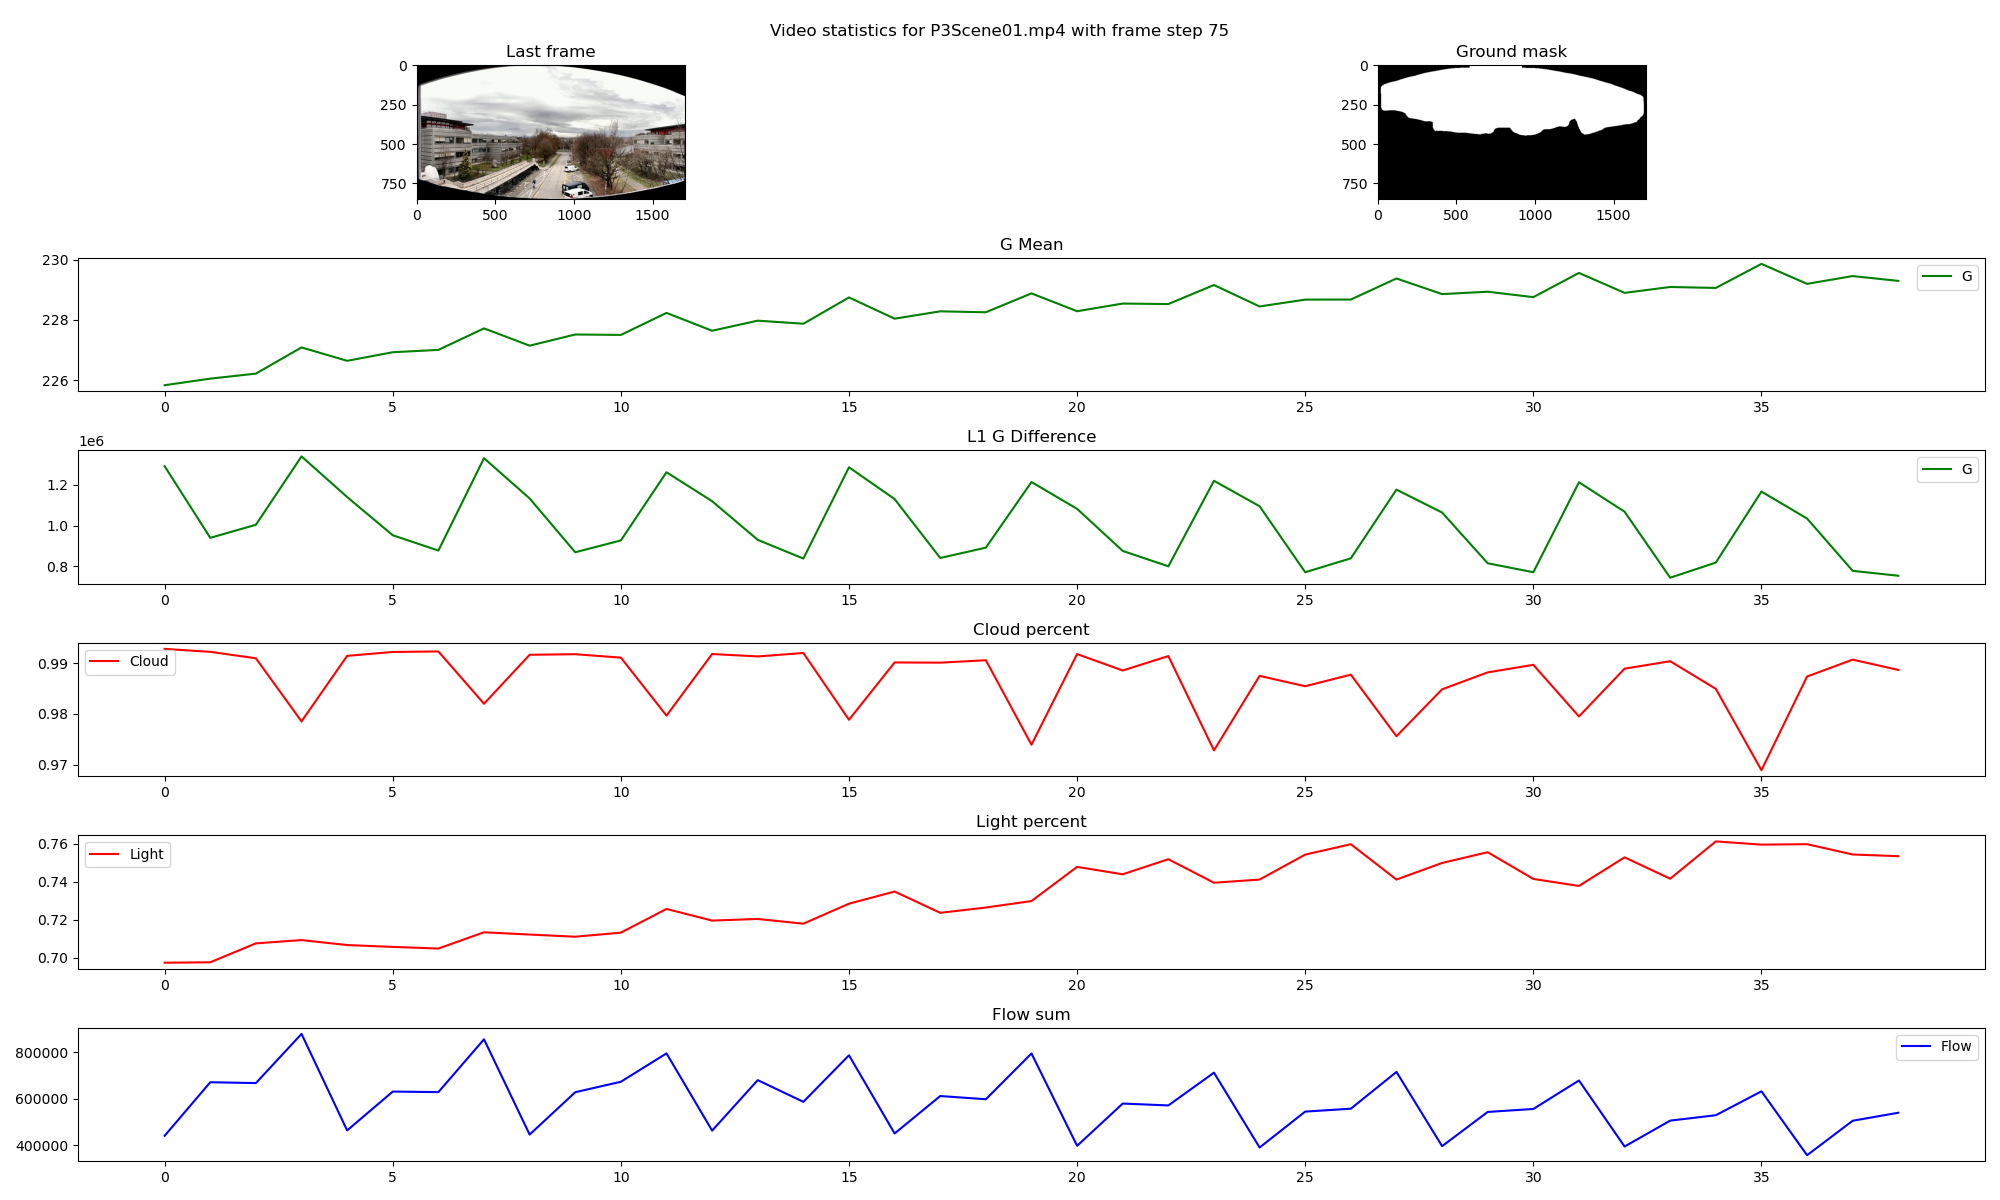 Video statistics for P3Scene01.mp4 with frame step 75
Last frame
0
250
500
750
0 500 1000 1500
Ground mask
0
250
500
750
0 500 1000 1500
G Mean
230
228
226
G
0 5 10 15 20 25 30 35
L1 G Difference
1e6
1.2
1.0
0.8
G
0 5 10 15 20 25 30 35
Cloud percent
0.99
0.98
0.97
Cloud
0 5 10 15 20 25 30 35
Light percent
0.76
0.74
0.72
0.70
Light
0 5 10 15 20 25 30 35
Flow sum
800000
600000
400000
Flow
0 5 10 15 20 25 30 35